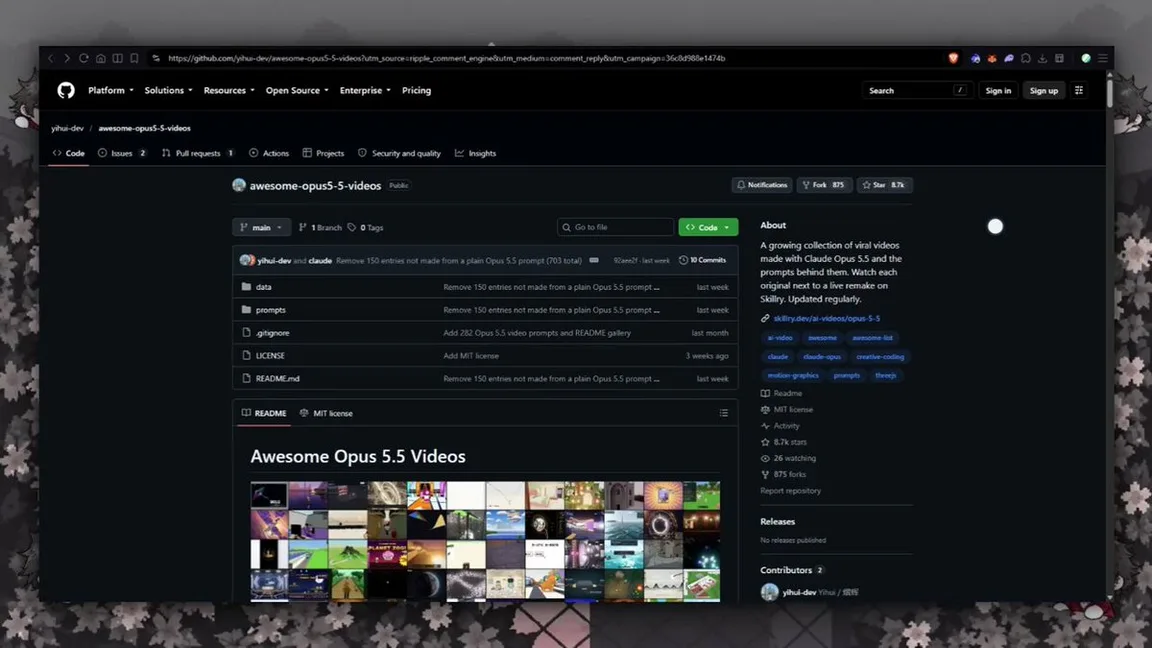 https://github.com/yihui-dev/awesome-opus5-5-videos?utm_source=ripple_comment_engine&utm_medium=comment_reply&utm_campaign=36c8d988e1474b
Platform Solutions Resources Open Source Enterprise Pricing Search / Sign in Sign up
yihui-dev / awesome-opus5-5-videos
Code Issues 2 Pull requests 1 Actions Projects Security and quality Insights
awesome-opus5-5-videos Public Notifications Fork 875 Star 8.7k
main 1 Branch 0 Tags Go to file Code
yihui-dev and claude Remove 150 entries not made from a plain Opus 5.5 prompt (703 total) 92aee2f · last week 10 Commits
data Remove 150 entries not made from a plain Opus 5.5 prompt ... last week
prompts Remove 150 entries not made from a plain Opus 5.5 prompt ... last week
.gitignore Add 282 Opus 5.5 video prompts and README gallery last month
LICENSE Add MIT license 3 weeks ago
README.md Remove 150 entries not made from a plain Opus 5.5 prompt ... last week
README MIT license
Awesome Opus 5.5 Videos
About
A growing collection of viral videos
made with Claude Opus 5.5 and the
prompts behind them. Watch each
original next to a live remake on
Skillry. Updated regularly.
skillry.dev/ai-videos/opus-5-5
ai-video awesome awesome-list
claude claude-opus creative-coding
motion-graphics prompts threejs
Readme
MIT license
Activity
8.7k stars
26 watching
875 forks
Report repository
Releases
No releases published
Contributors 2
yihui-dev Yihui /